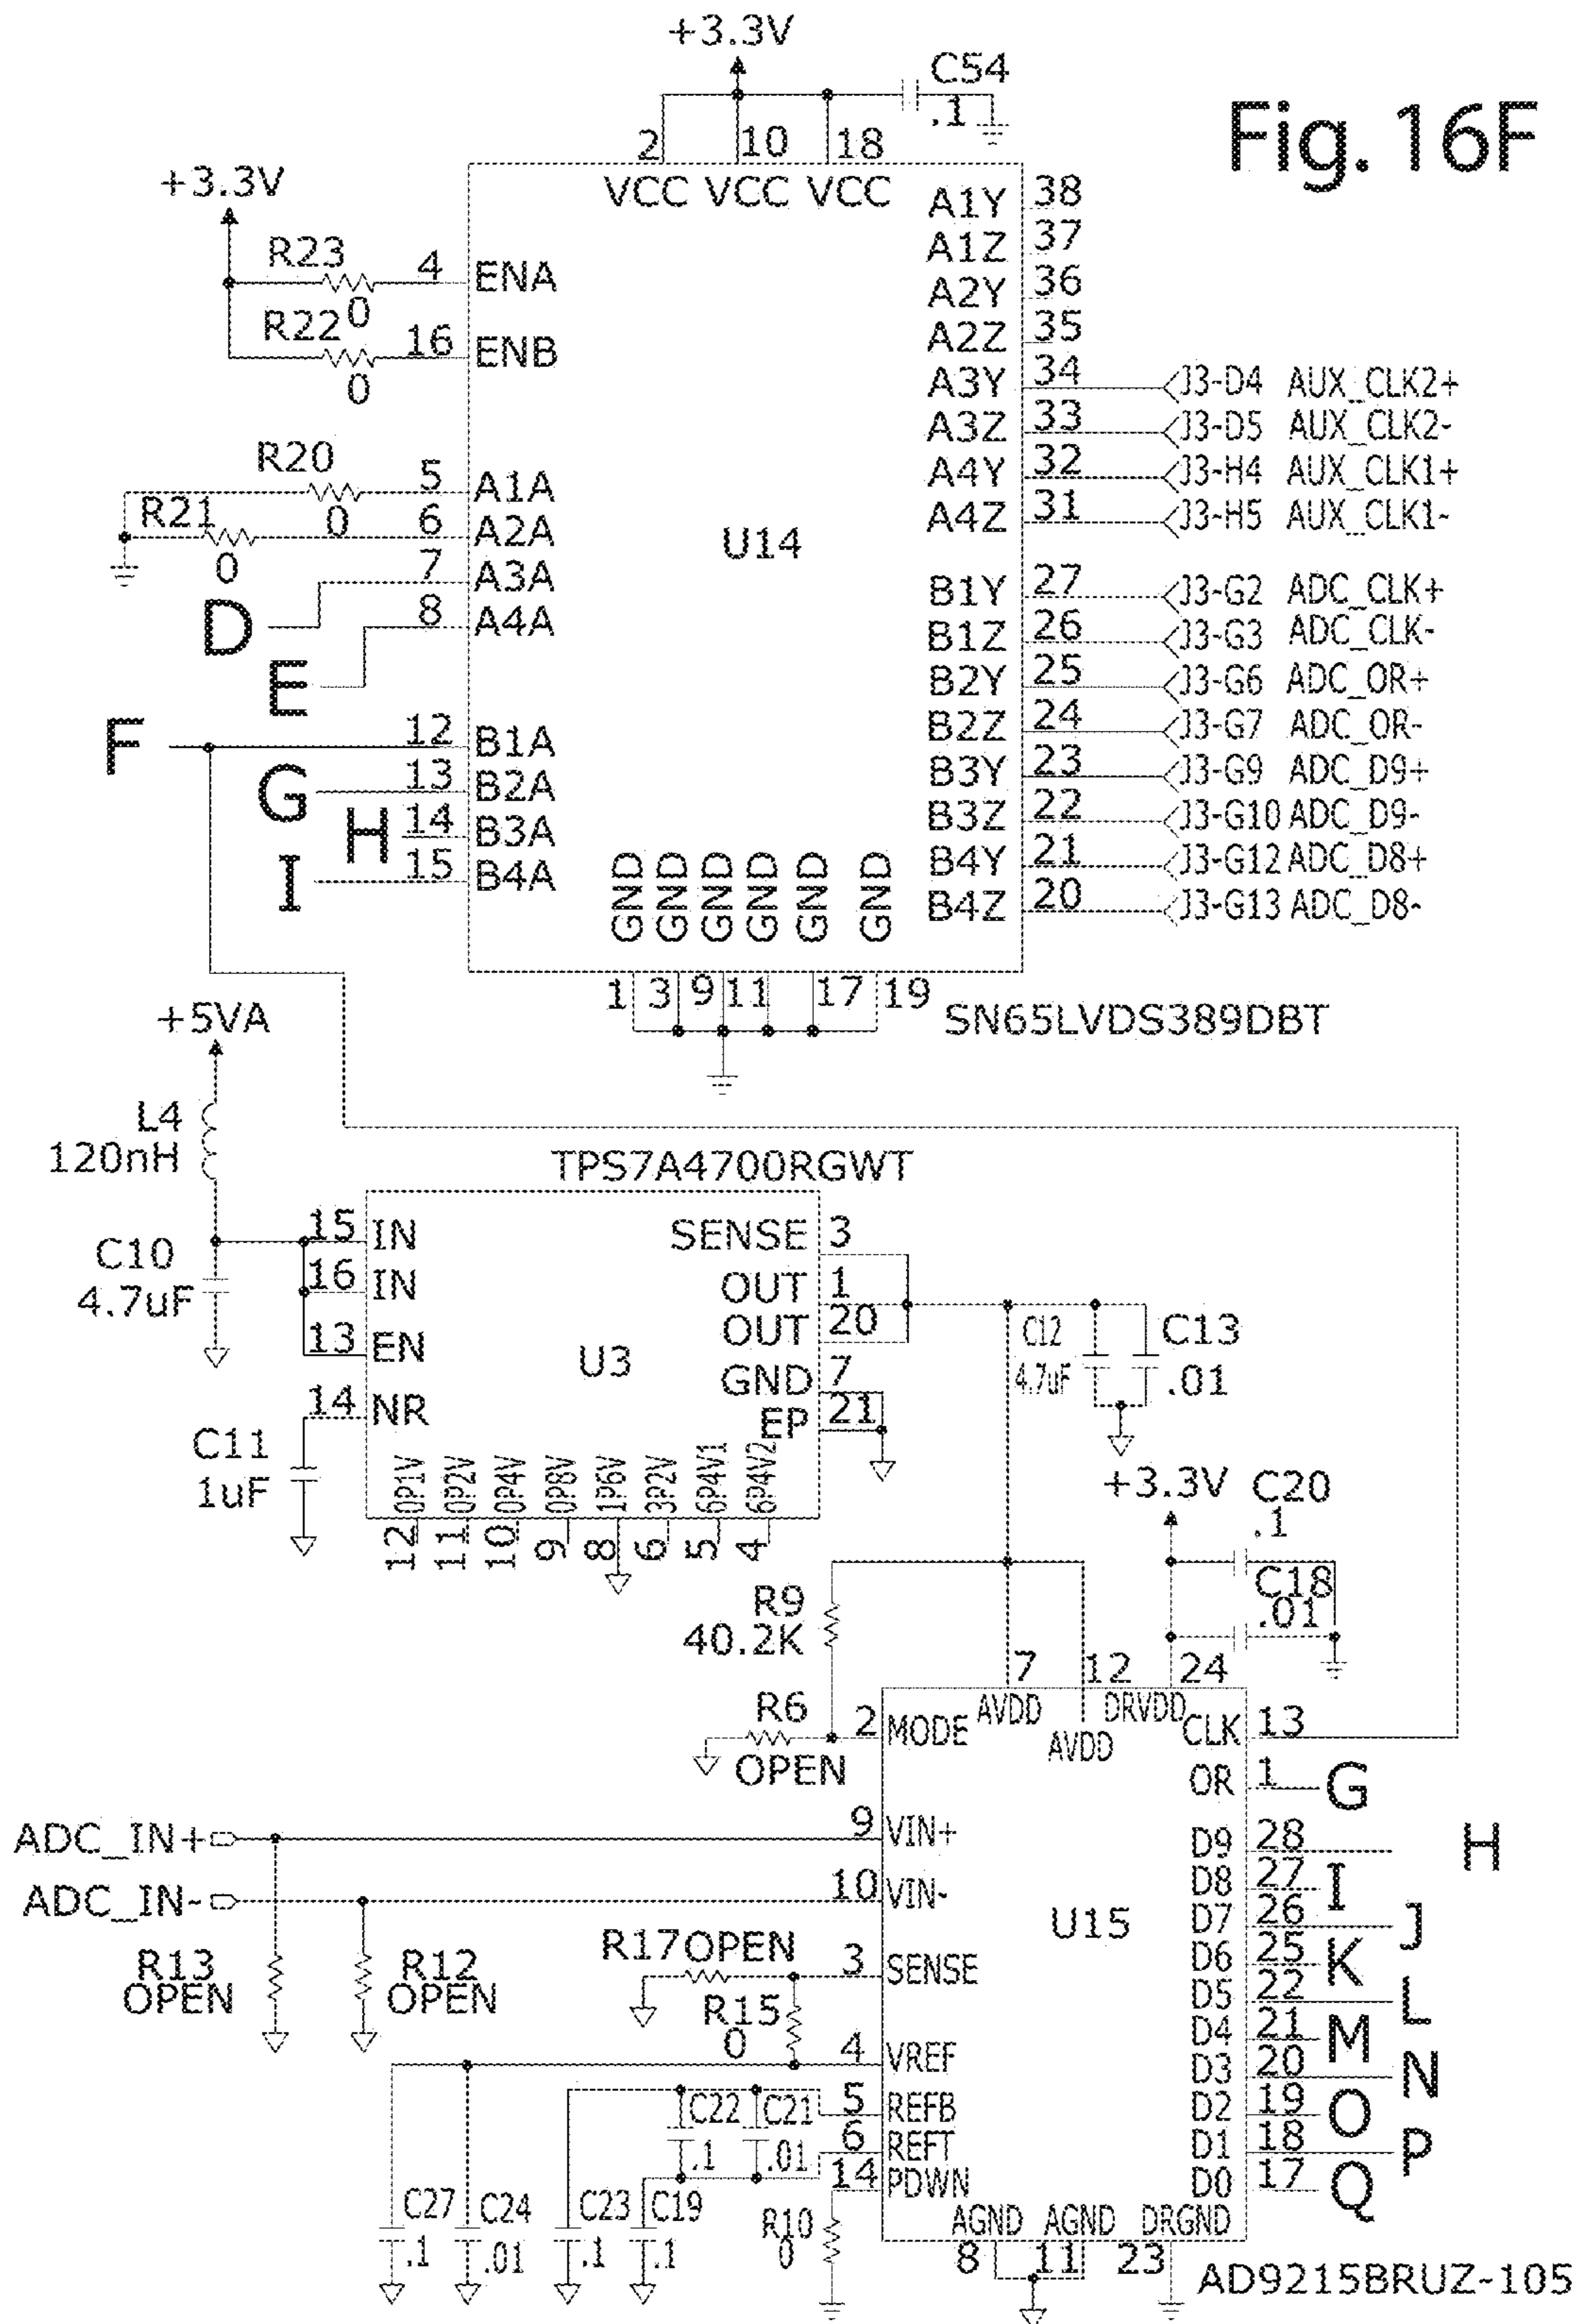 Fig. 16F
+3.3V
C54
.1
2 10 18
VCC VCC VCC
+3.3V
R23
0
4 ENA
R22
0
16 ENB
R20
0
5 A1A
R21
0
6 A2A
7 A3A
D
8 A4A
E
F
12 B1A
G
13 B2A
H
14 B3A
I
15 B4A
U14
A1Y 38
A1Z 37
A2Y 36
A2Z 35
A3Y 34 J3-D4 AUX_CLK2+
A3Z 33 J3-D5 AUX_CLK2-
A4Y 32 J3-H4 AUX_CLK1+
A4Z 31 J3-H5 AUX_CLK1-
B1Y 27 J3-G2 ADC_CLK+
B1Z 26 J3-G3 ADC_CLK-
B2Y 25 J3-G6 ADC_OR+
B2Z 24 J3-G7 ADC_OR-
B3Y 23 J3-G9 ADC_D9+
B3Z 22 J3-G10 ADC_D9-
B4Y 21 J3-G12 ADC_D8+
B4Z 20 J3-G13 ADC_D8-
GND GND GND GND GND GND
1 3 9 11 17 19
SN65LVDS389DBT
+5VA
L4
120nH
TPS7A4700RGWT
C10
4.7uF
15 IN
16 IN
13 EN
14 NR
C11
1uF
U3
SENSE 3
OUT 1
OUT 20
GND 7
EP 21
0P1V 0P2V 0P4V 0P8V 1P6V 3P2V 6P4V1 6P4V2
12 11 10 9 8 6 5 4
C12
4.7uF
C13
.01
+3.3V
C20
.1
C18
.01
R9
40.2K
R6
OPEN
7 12 24
AVDD DRVDD
AVDD
2 MODE
CLK 13
OR 1 G
ADC_IN+ 9 VIN+
ADC_IN- 10 VIN-
R13
OPEN
R12
OPEN
R17 OPEN
3 SENSE
R15
0
4 VREF
5 REFB
6 REFT
14 PDWN
C22
.1
C21
.01
C27
.1
C24
.01
C23
.1
C19
.1
R10
0
U15
D9 28 H
D8 27 I
D7 26 J
D6 25 K
D5 22 L
D4 21 M
D3 20 N
D2 19 O
D1 18 P
D0 17 Q
AGND AGND DRGND
8 11 23
AD9215BRUZ-105